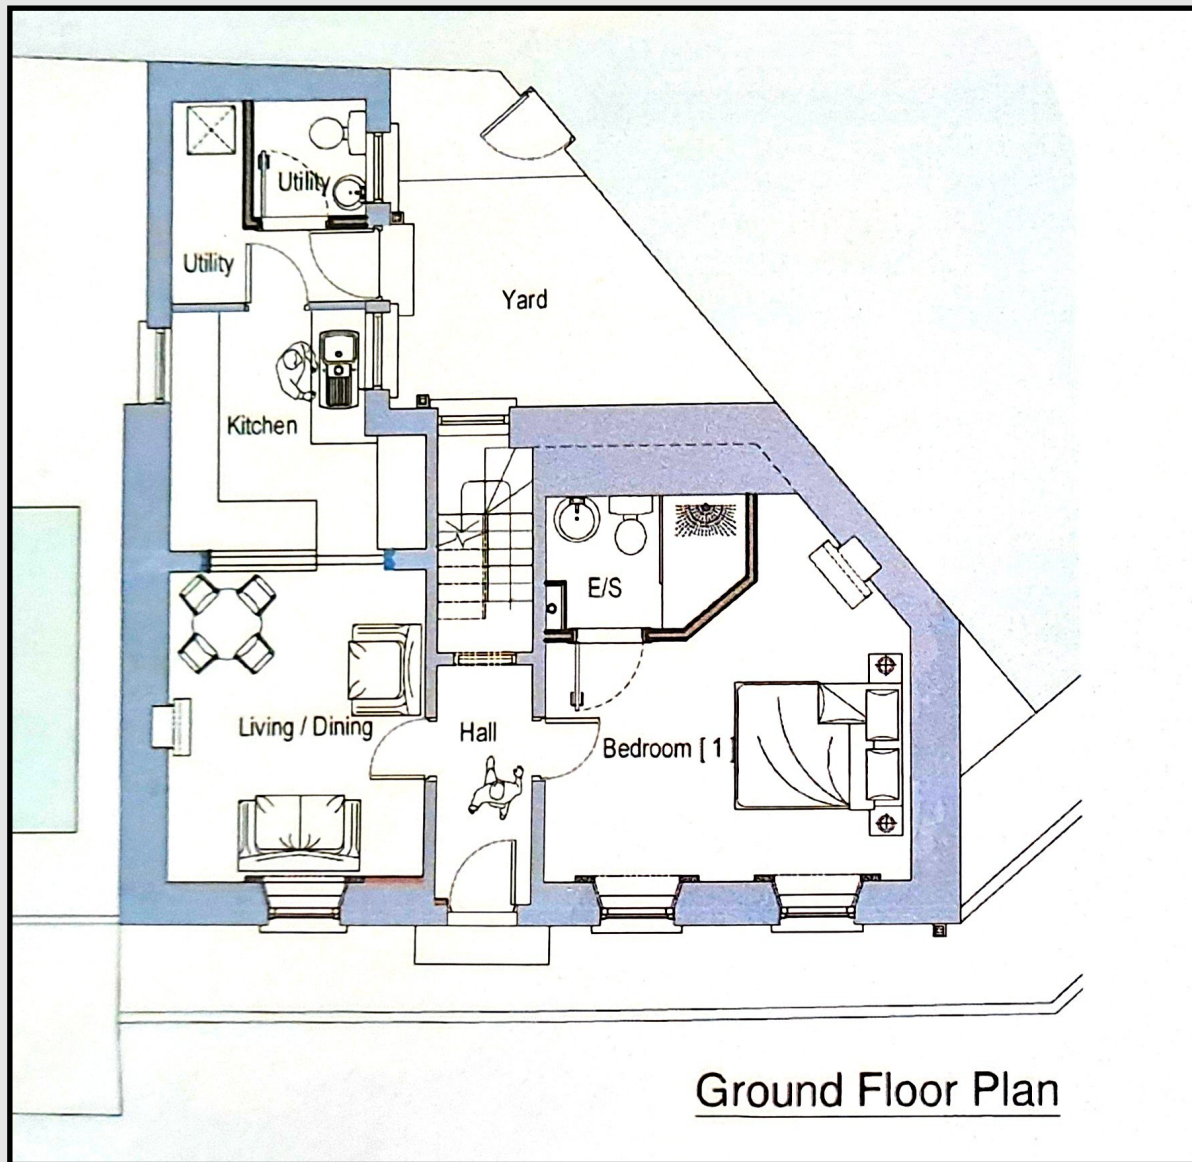 Utility
Utility
Yard
Kitchen
Living / Dining
Hall
E/S
Bedroom [ 1 ]
Ground Floor Plan